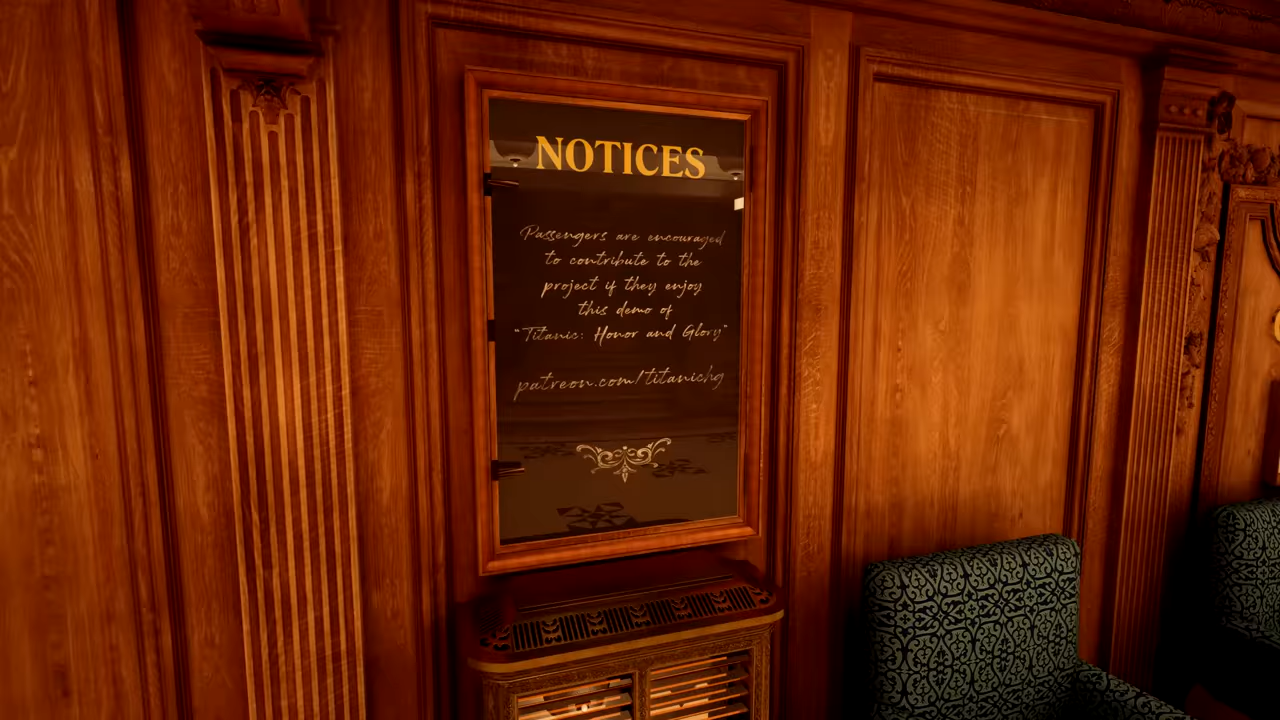 NOTICES
Passengers are encouraged
to contribute to the
project if they enjoy
this demo of
"Titanic: Honor and Glory"
patreon.com/titanichg